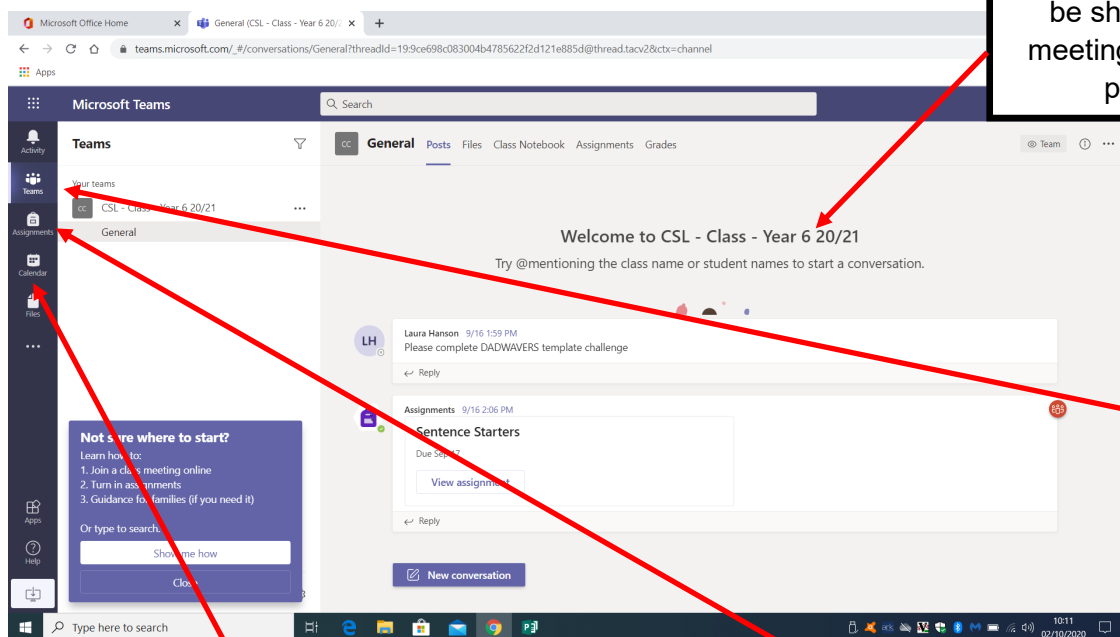 be sh
meeting
p
Microsoft Office Home
General (CSL - Class - Year 6 20/2
teams.microsoft.com/_#/conversations/General?threadId=19:9ce698c083004b4785622f2d121e885d@thread.tacv2&ctx=channel
Apps
Microsoft Teams
Search
Activity
Teams
Assignments
Calendar
Files
Apps
Help
Teams
Your teams
CC CSL - Class - Year 6 20/21
General
CC General Posts Files Class Notebook Assignments Grades
Team
Welcome to CSL - Class - Year 6 20/21
Try @mentioning the class name or student names to start a conversation.
LH
Laura Hanson 9/16 1:59 PM
Please complete DADWAVERS template challenge
Reply
Assignments 9/16 2:06 PM
Sentence Starters
Due Sep 17
View assignment
Reply
New conversation
Not sure where to start?
Learn how to:
1. Join a class meeting online
2. Turn in assignments
3. Guidance for families (if you need it)
Or type to search.
Show me how
Close
Type here to search
10:11
02/10/2020